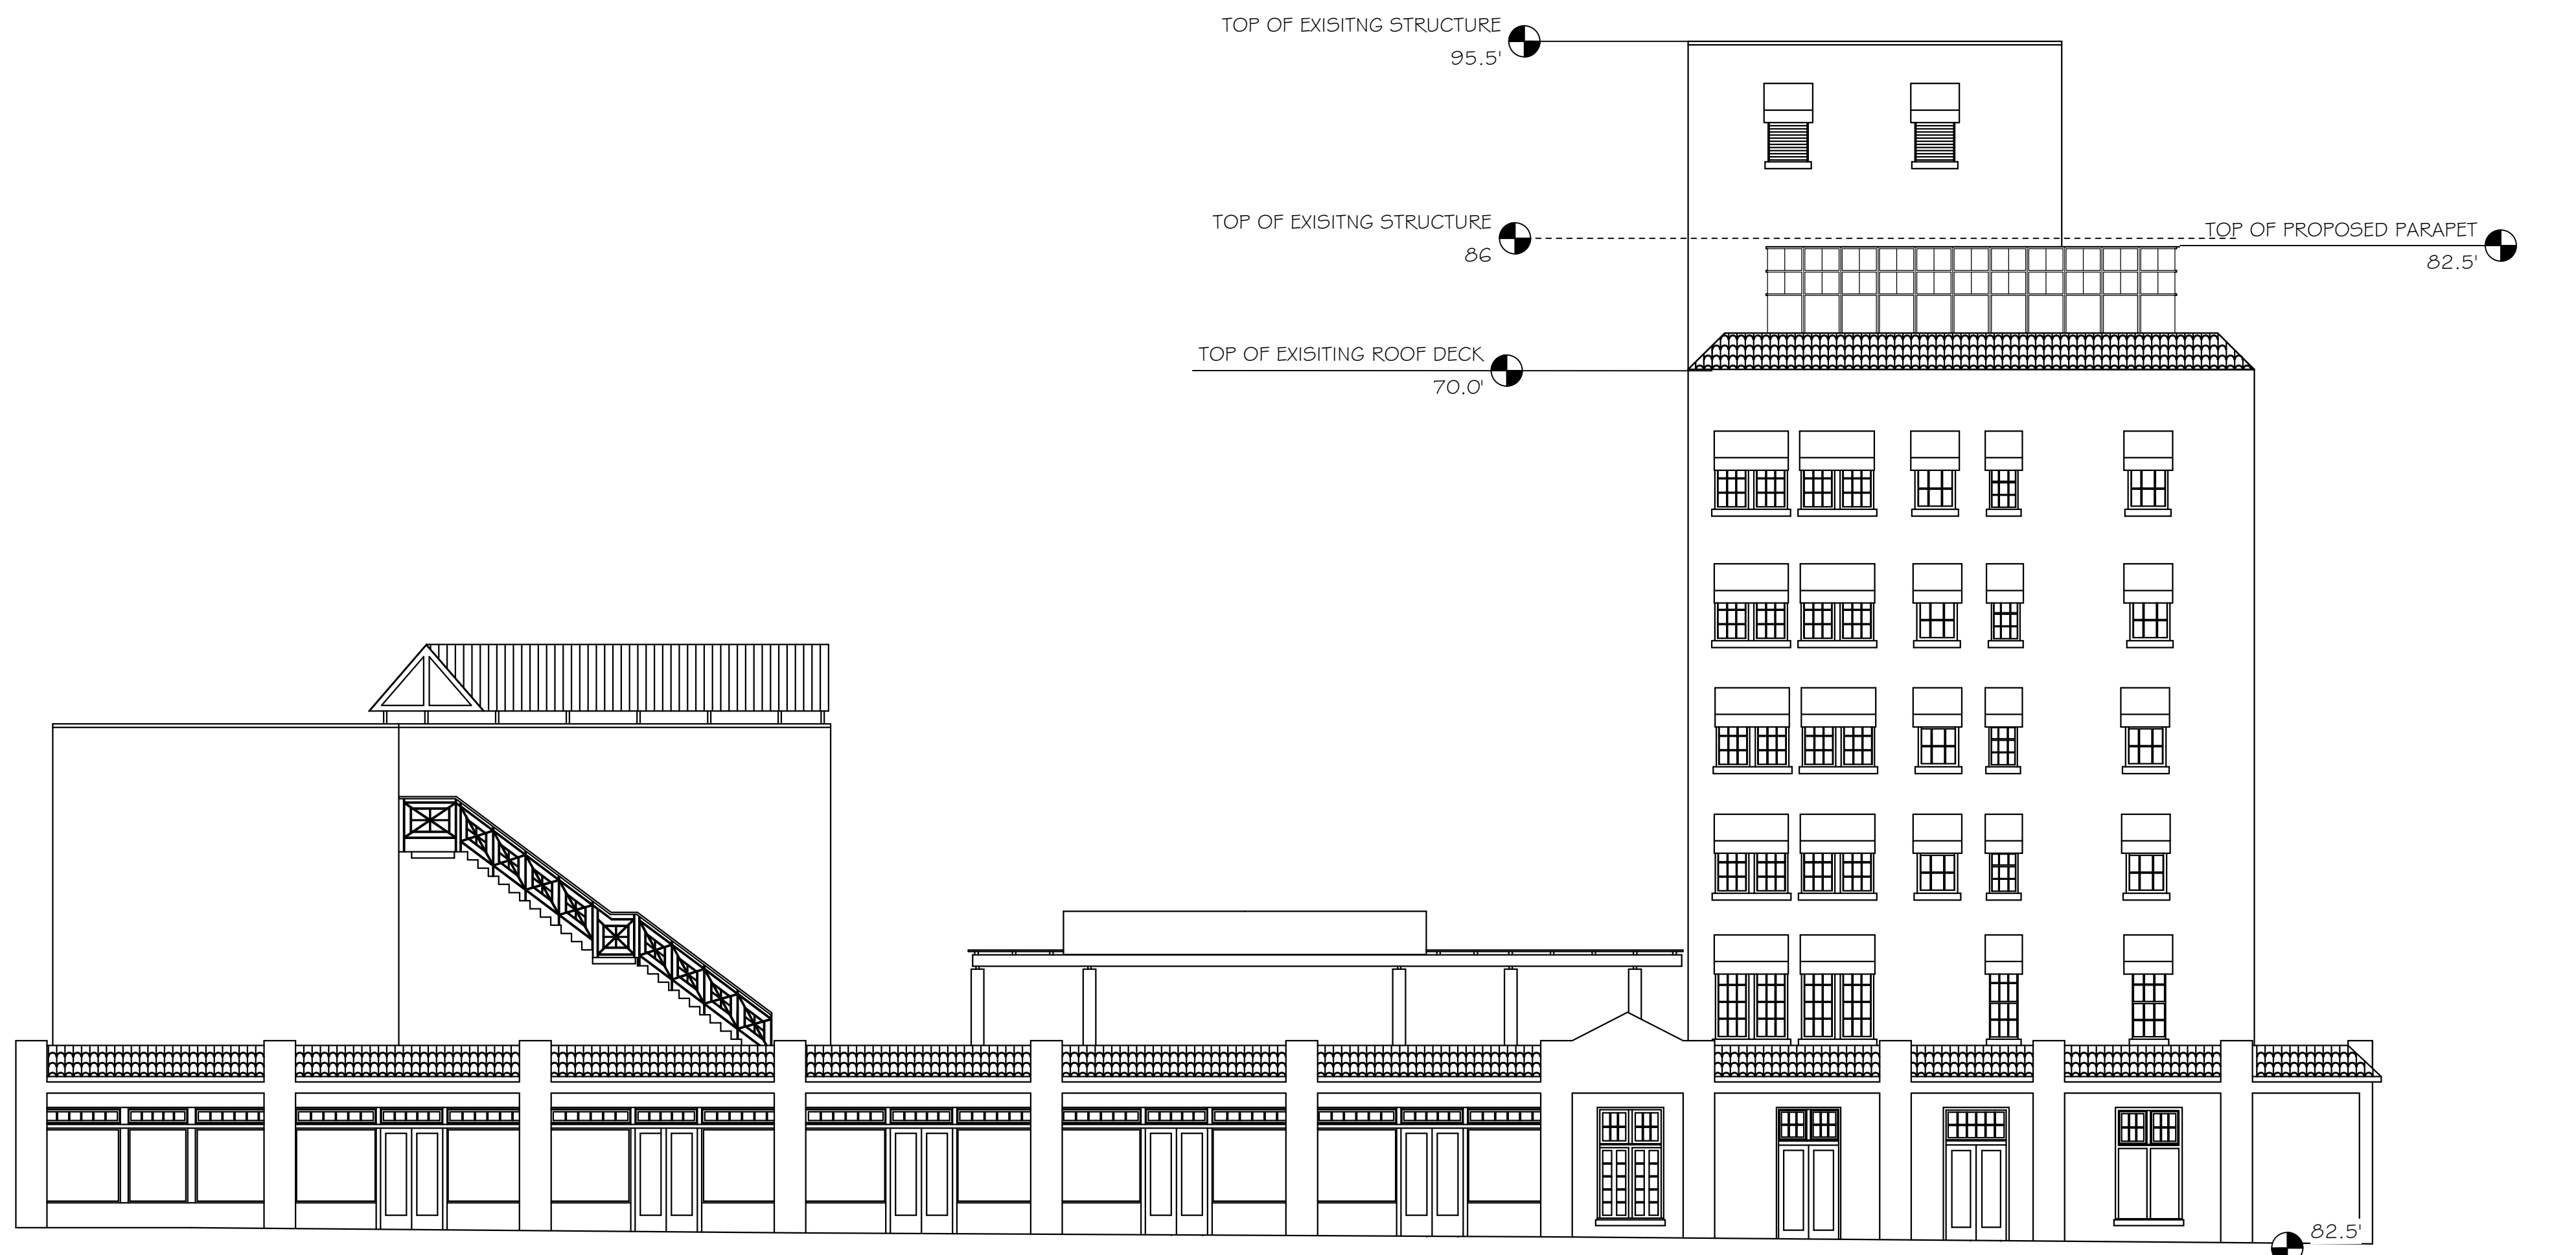 TOP OF EXISITNG STRUCTURE
95.5'
TOP OF EXISITNG STRUCTURE
86
TOP OF PROPOSED PARAPET
82.5'
TOP OF EXISITING ROOF DECK
70.0'
82.5'